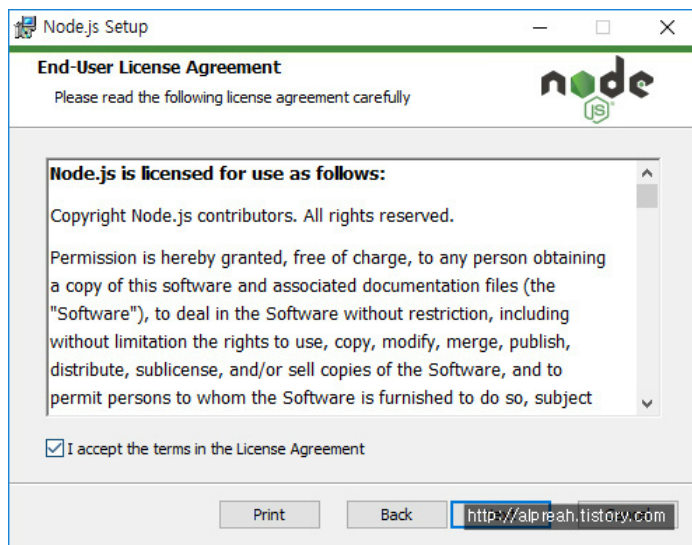 Node.js Setup
End-User License Agreement
Please read the following license agreement carefully
node
JS
Node.js is licensed for use as follows:
Copyright Node.js contributors. All rights reserved.
Permission is hereby granted, free of charge, to any person obtaining
a copy of this software and associated documentation files (the
"Software"), to deal in the Software without restriction, including
without limitation the rights to use, copy, modify, merge, publish,
distribute, sublicense, and/or sell copies of the Software, and to
permit persons to whom the Software is furnished to do so, subject
I accept the terms in the License Agreement
Print
Back
http://alpreah.tistory.com